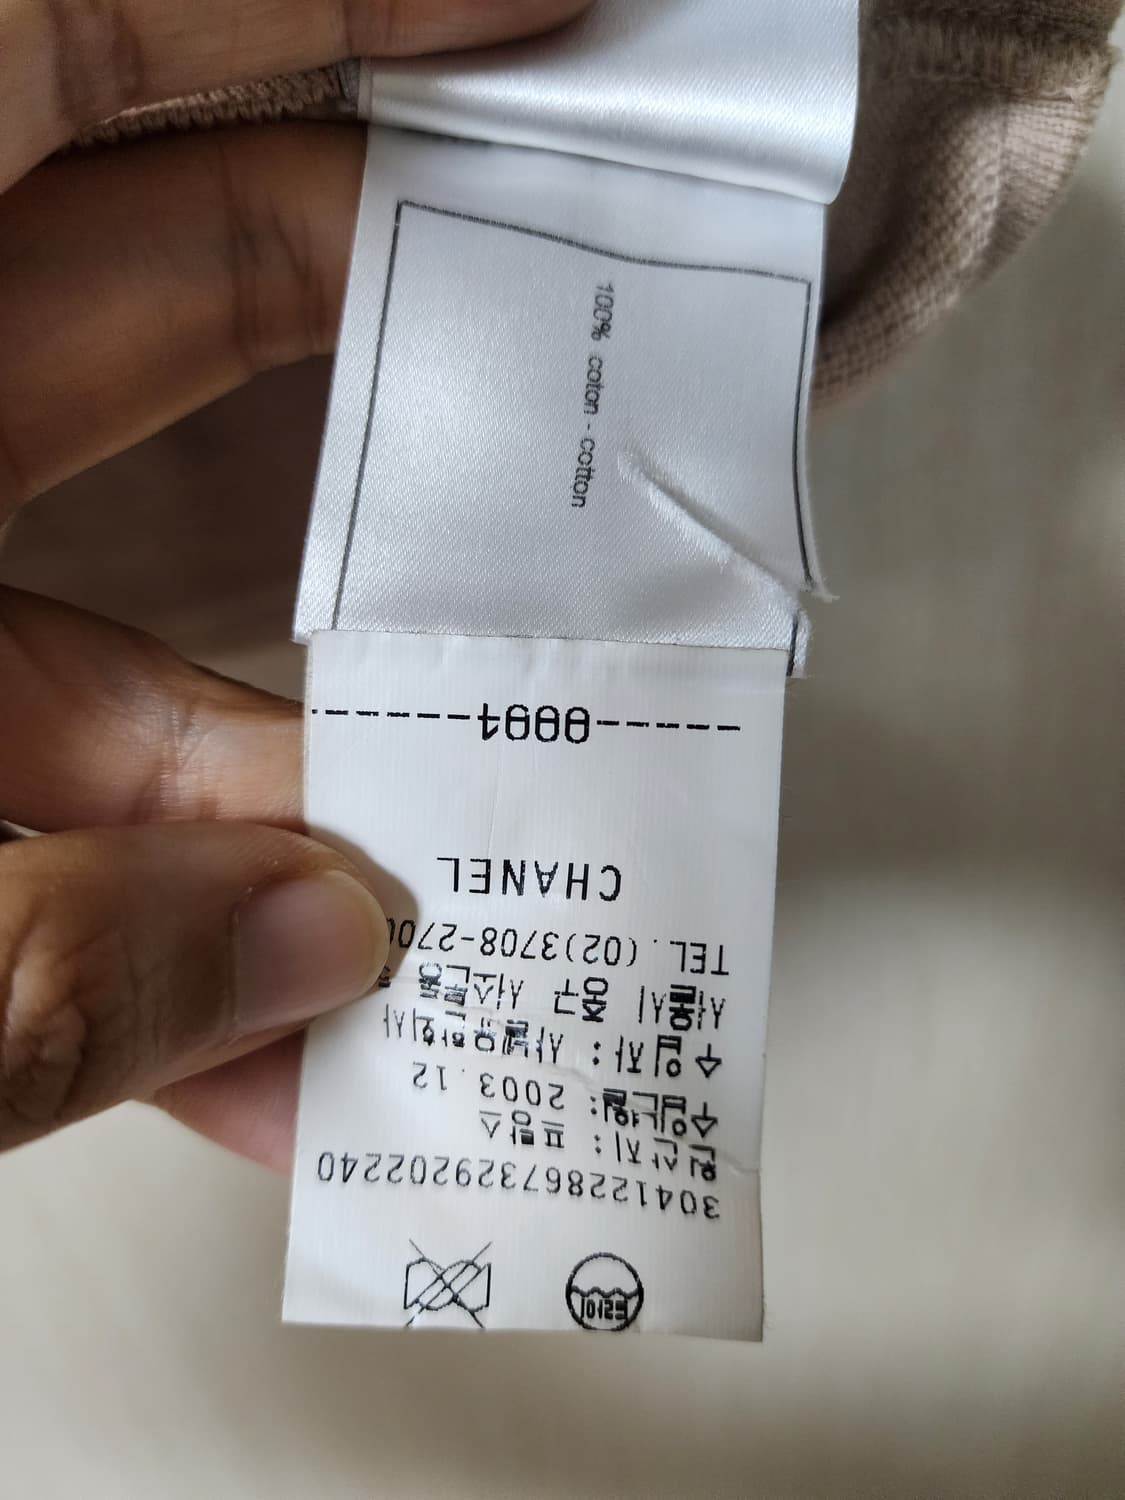 100% coton - cotton
304122867329202240
원산지: 프랑스
수입년월: 2003.12
수입자: 샤넬유한회사
서울시 중구 서소문동
TEL.(02)3708-270
CHANEL
------0004------